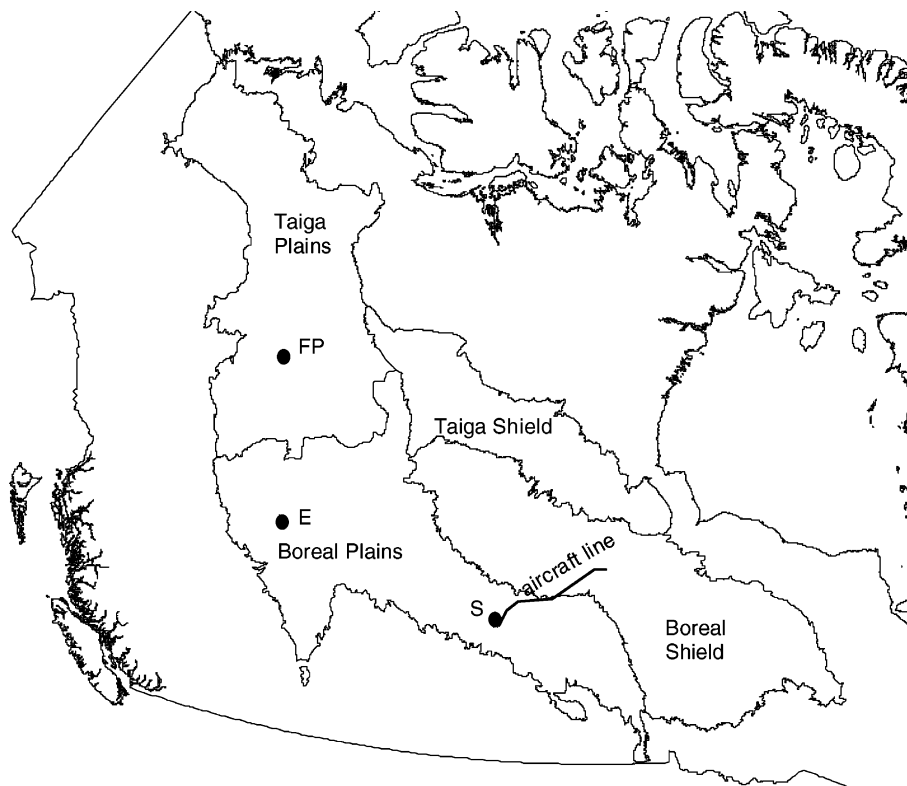 Taiga
Plains
FP
Taiga Shield
E
Boreal Plains
aircraft line
S
Boreal
Shield